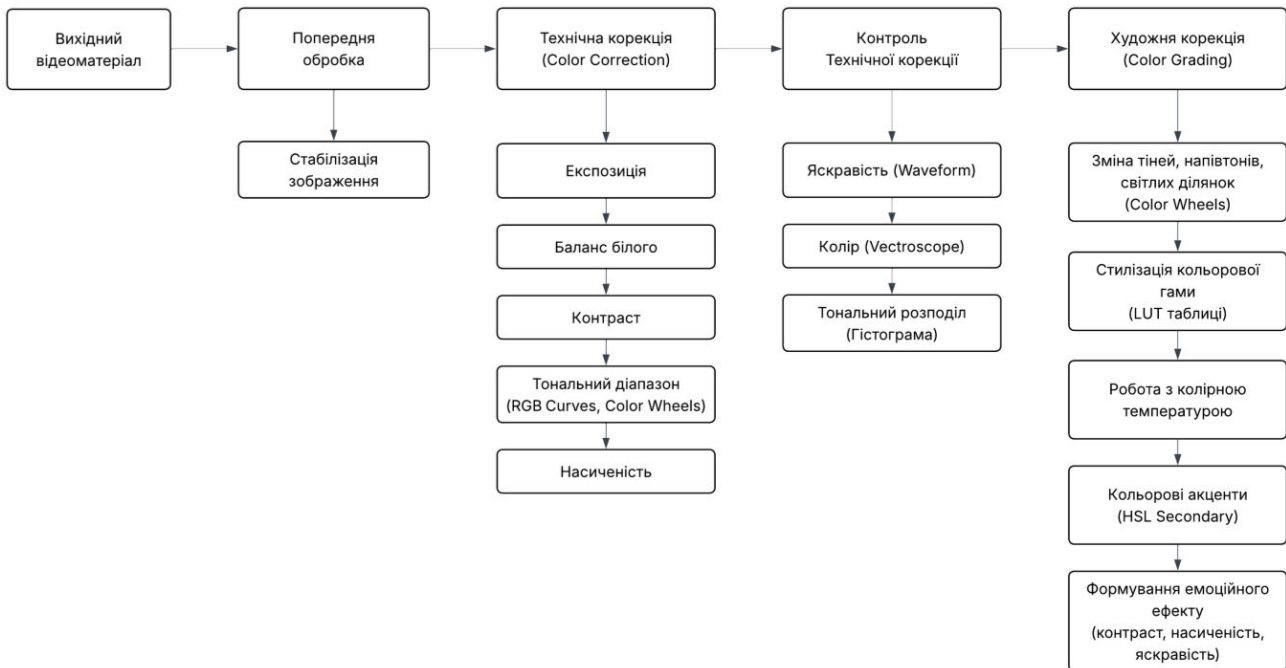 Вихідний
відеоматеріал
Попередня
обробка
Технічна корекція
(Color Correction)
Контроль
Технічної корекції
Художня корекція
(Color Grading)
Стабілізація
зображення
Експозиція
Баланс білого
Контраст
Тональний діапазон
(RGB Curves, Color Wheels)
Насиченість
Яскравість (Waveform)
Колір (Vectroscope)
Тональний розподіл
(Гістограма)
Зміна тіней, напівтонів,
світлих ділянок
(Color Wheels)
Стилізація кольорової
гами
(LUT таблиці)
Робота з колірною
температурою
Кольорові акценти
(HSL Secondary)
Формування емоційного
ефекту
(контраст, насиченість,
яскравість)